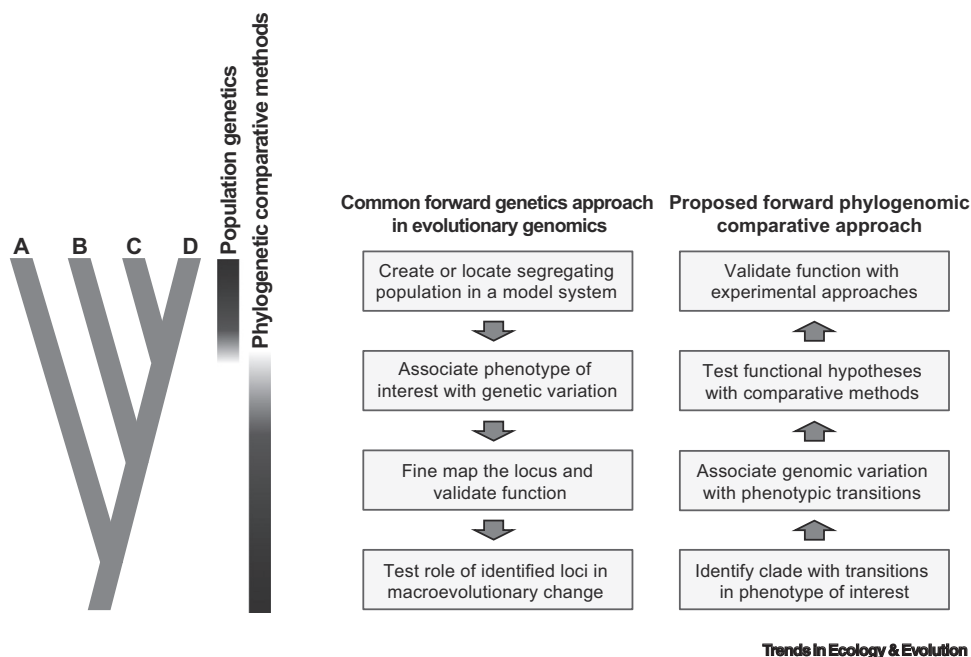 Population genetics
Phylogenetic comparative methods
A B C D
Common forward genetics approach
in evolutionary genomics
Create or locate segregating
population in a model system
Associate phenotype of
interest with genetic variation
Fine map the locus and
validate function
Test role of identified loci in
macroevolutionary change
Proposed forward phylogenomic
comparative approach
Validate function with
experimental approaches
Test functional hypotheses
with comparative methods
Associate genomic variation
with phenotypic transitions
Identify clade with transitions
in phenotype of interest
Trends in Ecology & Evolution